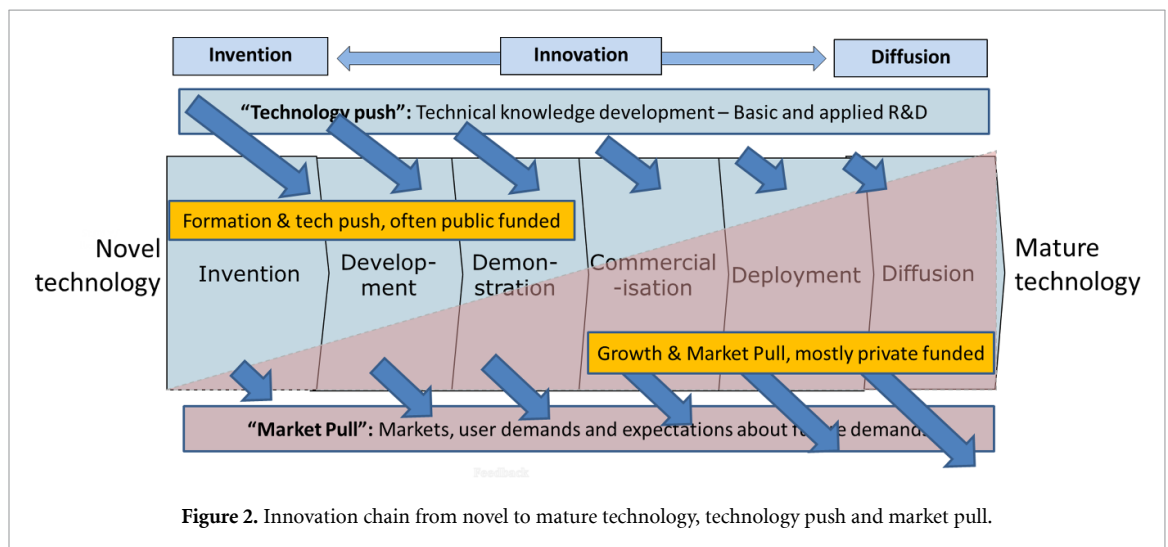 Invention
Innovation
Diffusion
“Technology push”: Technical knowledge development – Basic and applied R&D
Formation & tech push, often public funded
Novel
technology
Invention
Develop-
ment
Demon-
stration
Commercial
-isation
Deployment
Diffusion
Mature
technology
Growth & Market Pull, mostly private funded
“Market Pull”: Markets, user demands and expectations about future demands
Feedback
Figure 2. Innovation chain from novel to mature technology, technology push and market pull.